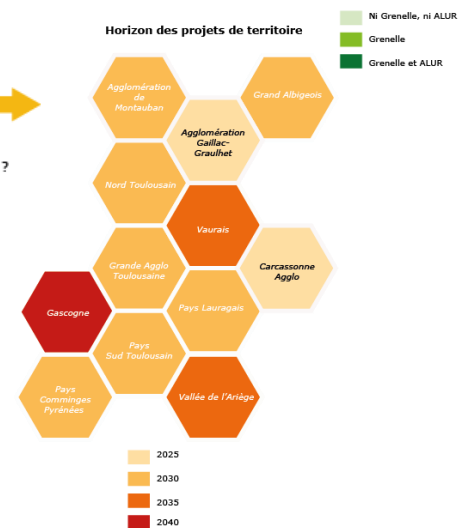 Ni Grenelle, ni ALUR
Grenelle
Grenelle et ALUR
Horizon des projets de territoire
?
Agglomération
de
Montauban
Grand Albigeois
Agglomération
Gaillac-
Graulhet
Nord Toulousain
Vaurais
Grande Agglo
Toulousaine
Carcassonne
Agglo
Gascogne
Pays Lauragais
Pays
Sud Toulousain
Pays
Comminges
Pyrénées
Vallée de l'Ariège
2025
2030
2035
2040